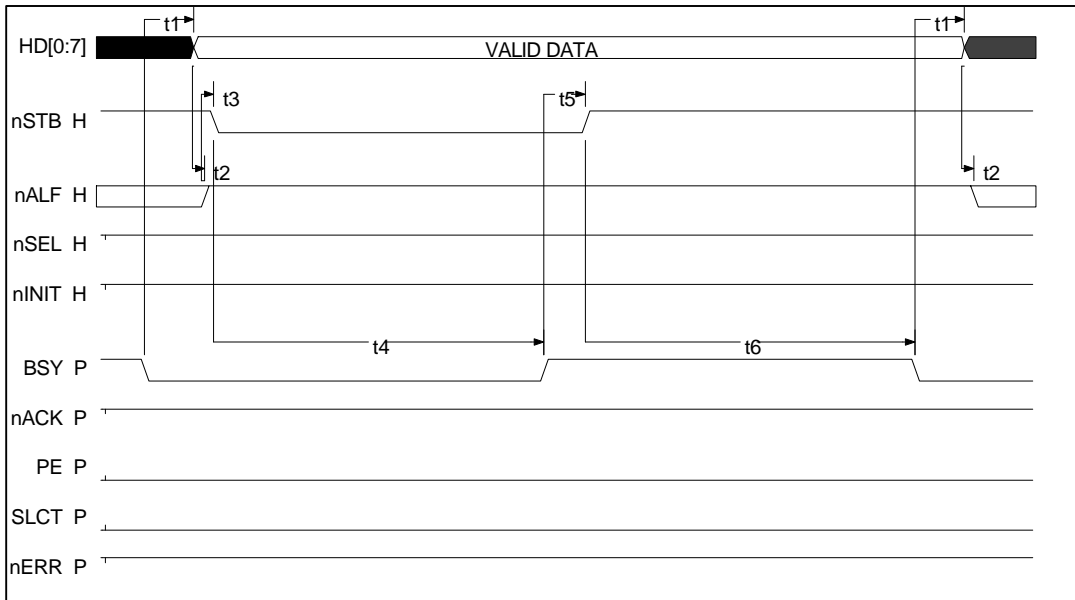 t1
t1
HD[0:7]
VALID DATA
t3
t5
nSTB H
t2
t2
nALF H
nSEL H
nINIT H
t4
t6
BSY P
nACK P
PE P
SLCT P
nERR P